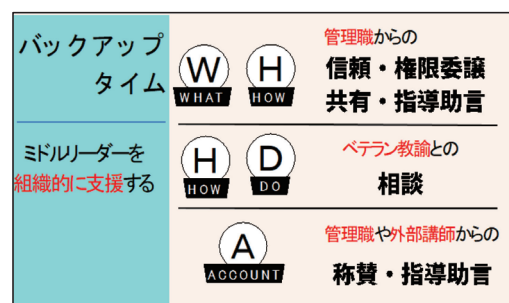 バックアップ
タイム
ミドルリーダーを
組織的に支援する
W H
WHAT HOW
管理職からの
信頼・権限委譲
共有・指導助言
H D
HOW DO
ベテラン教諭との
相談
A
ACCOUNT
管理職や外部講師からの
称賛・指導助言